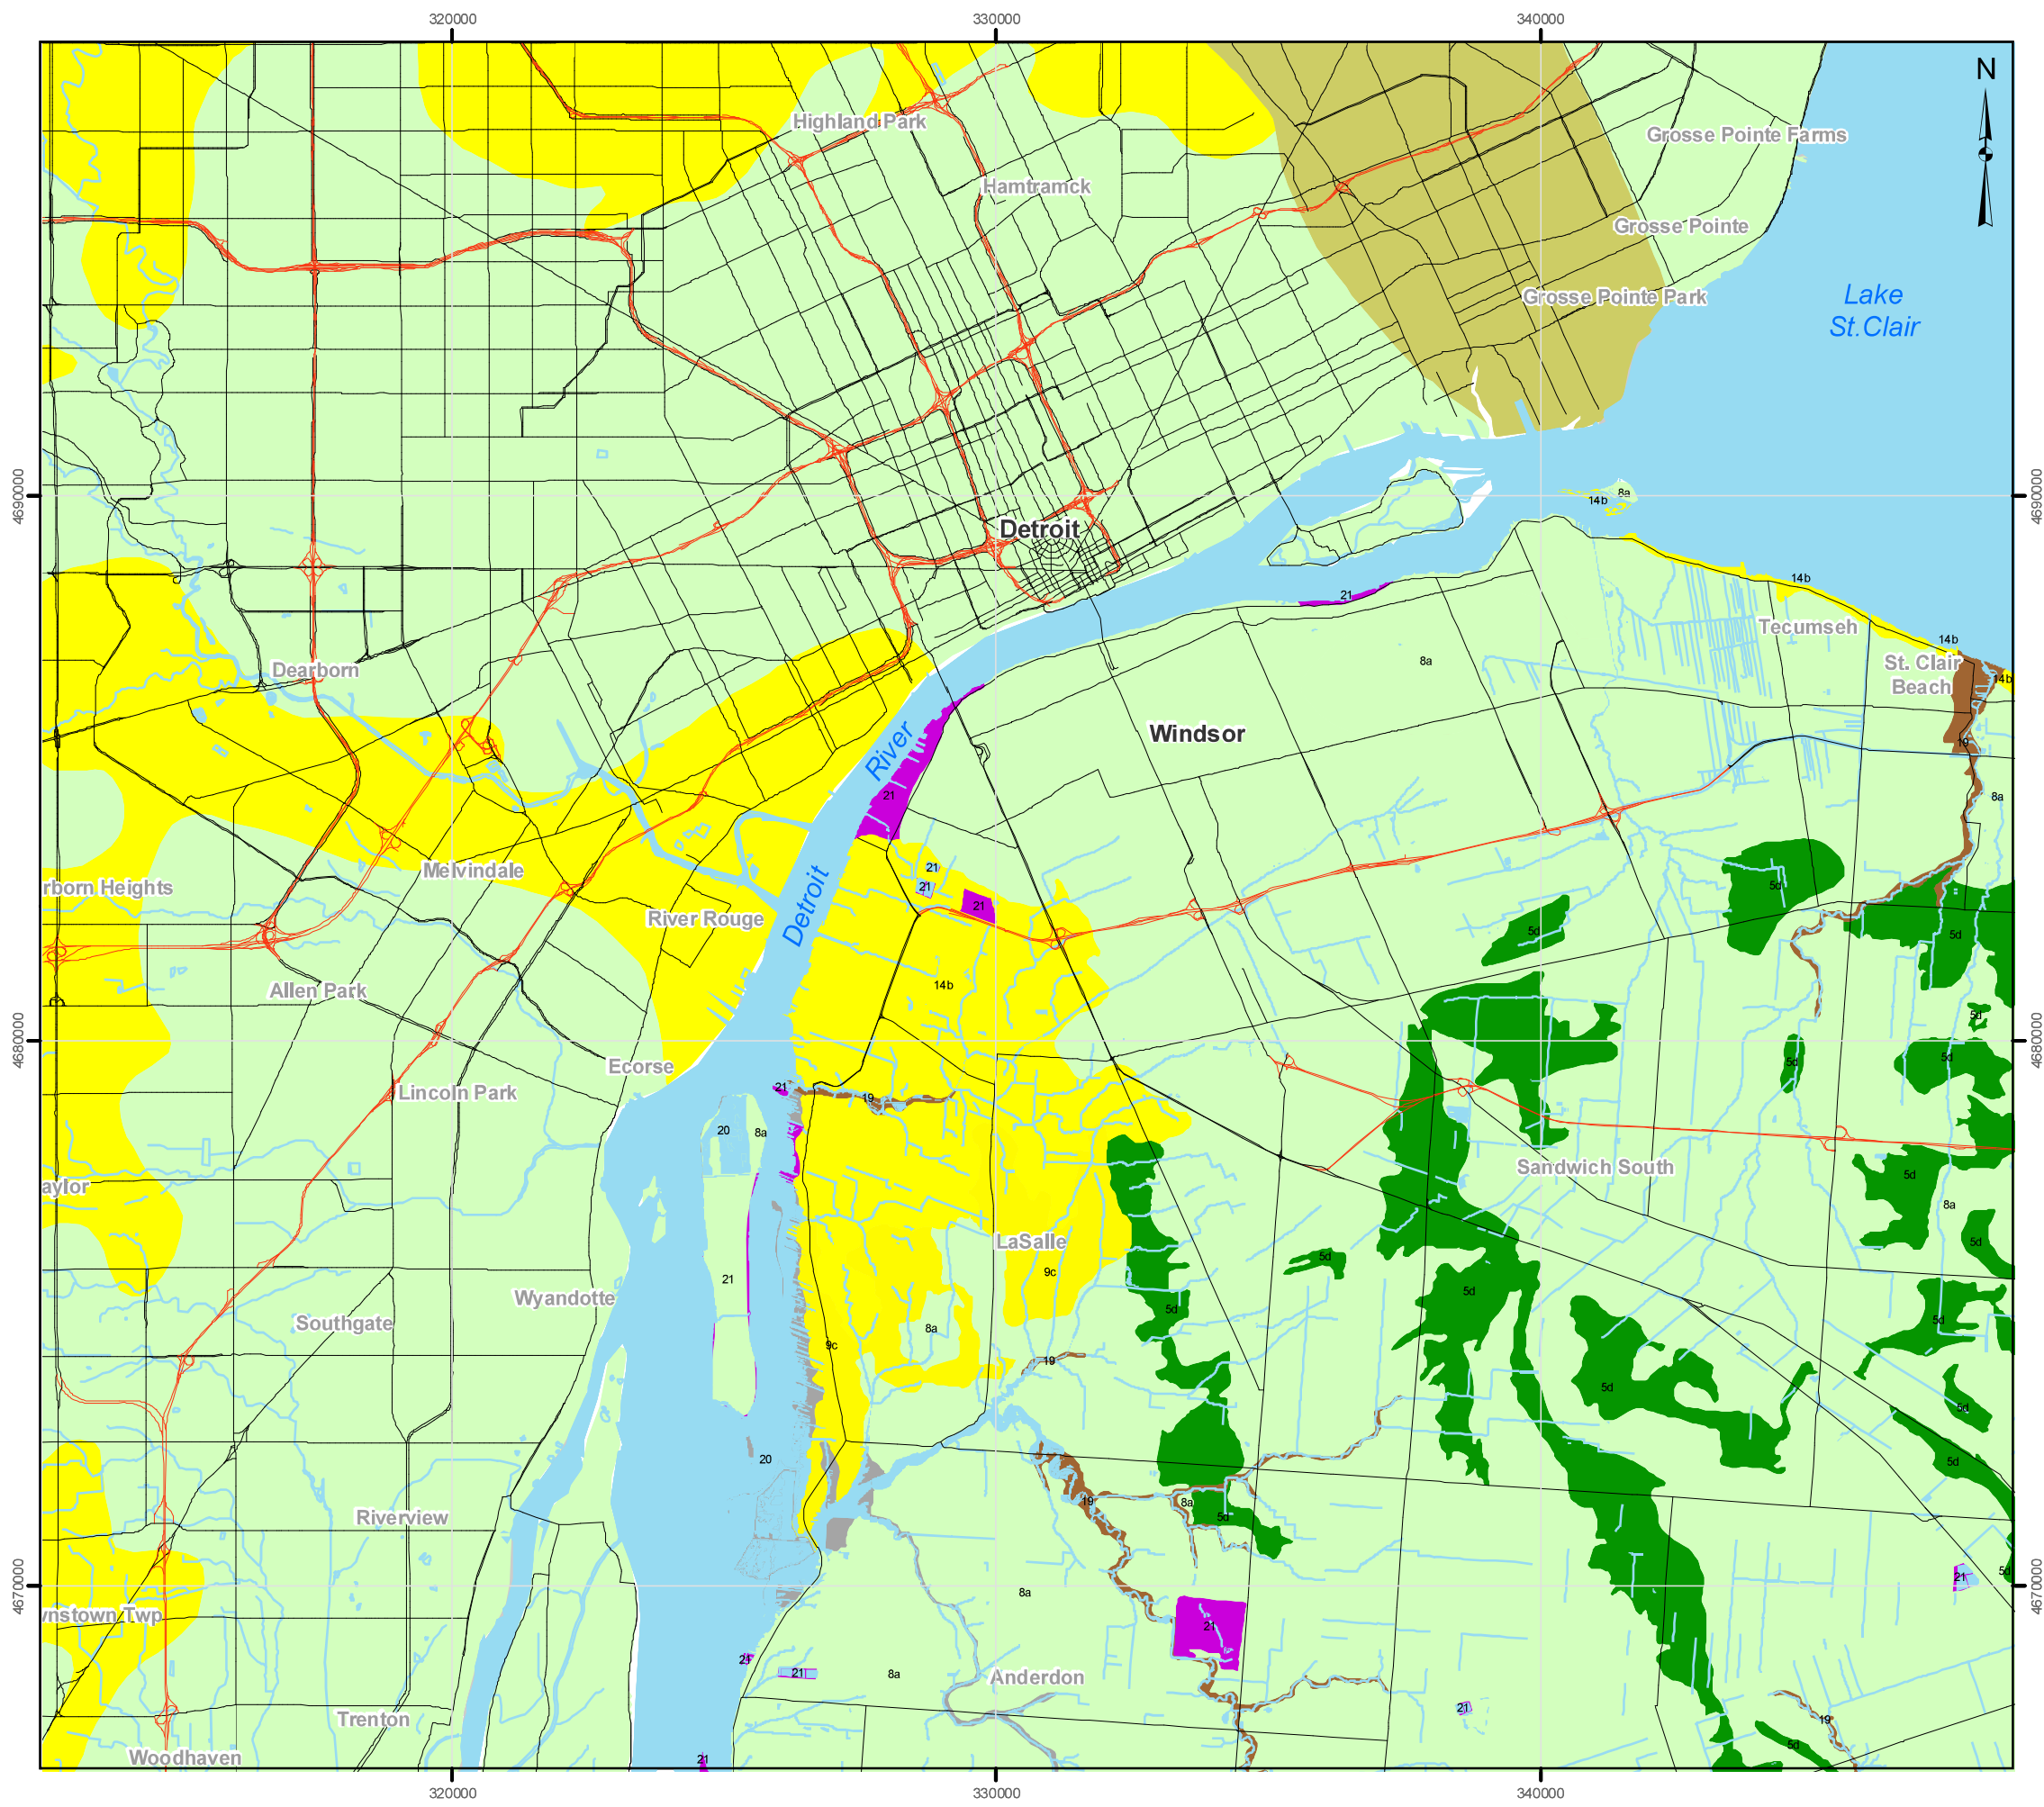 320000
330000
340000
N
Highland Park
Grosse Pointe Farms
Hamtramck
Grosse Pointe
Grosse Pointe Park
Lake
St.Clair
4690000
4690000
8a
14b
Detroit
14b
21
Tecumseh
14b
8a
St. Clair
Beach
14b
Dearborn
Windsor
River
19
21
8a
21
Melvindale
21
5d
rborn Heights
River Rouge
21
Detroit
5d
5d
14b
Allen Park
5d
4680000
4680000
5d
5d
Ecorse
21
Lincoln Park
19
20
8a
Sandwich South
5d
aylor
8a
LaSalle
5d
5d
9c
21
5d
Wyandotte
5d
5d
Southgate
8a
9c
19
5d
5d
20
5d
19
8a
Riverview
5d
4670000
4670000
5d
21
8a
wnstown Twp
21
21
21
8a
Anderdon
21
Trenton
19
5d
Woodhaven
21
320000
330000
340000